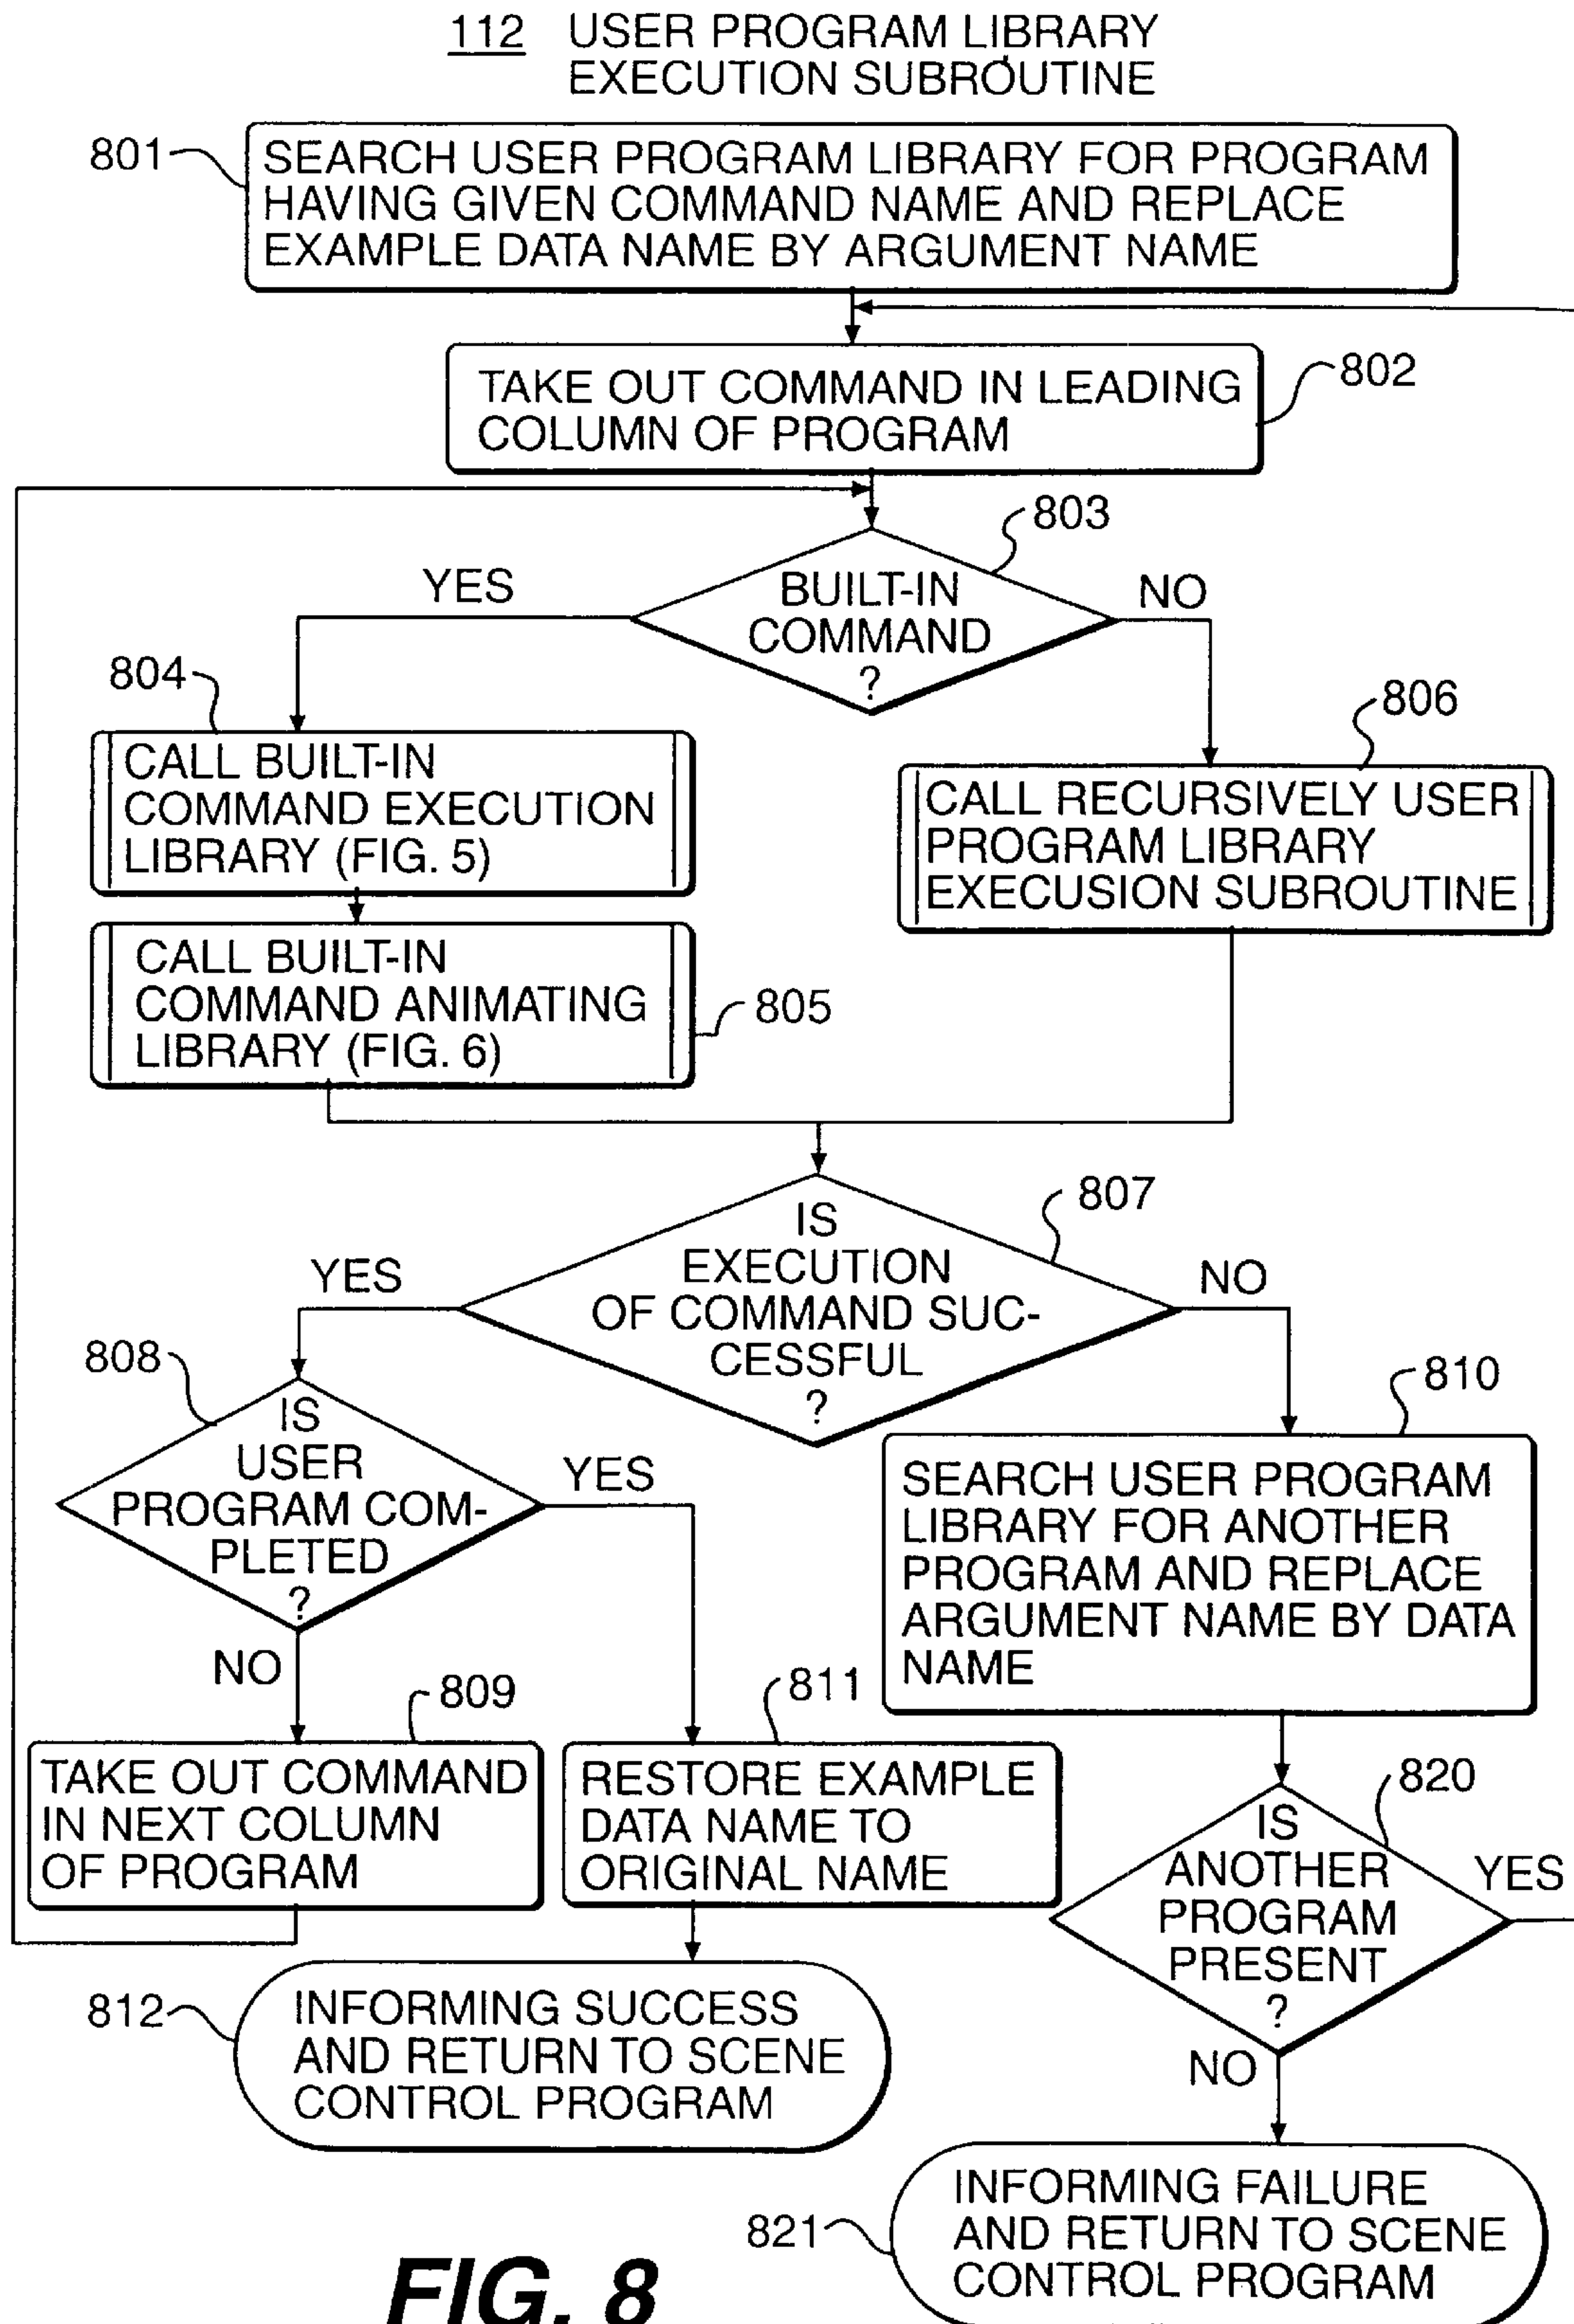 112 USER PROGRAM LIBRARY
EXECUTION SUBROUTINE
801
SEARCH USER PROGRAM LIBRARY FOR PROGRAM
HAVING GIVEN COMMAND NAME AND REPLACE
EXAMPLE DATA NAME BY ARGUMENT NAME
802
TAKE OUT COMMAND IN LEADING
COLUMN OF PROGRAM
803
YES
BUILT-IN
COMMAND
?
NO
804
CALL BUILT-IN
COMMAND EXECUTION
LIBRARY (FIG. 5)
806
CALL RECURSIVELY USER
PROGRAM LIBRARY
EXECUSION SUBROUTINE
CALL BUILT-IN
COMMAND ANIMATING
LIBRARY (FIG. 6)
805
807
YES
IS
EXECUTION
OF COMMAND SUC-
CESSFUL
?
NO
808
IS
USER
PROGRAM COM-
PLETED
?
YES
NO
810
SEARCH USER PROGRAM
LIBRARY FOR ANOTHER
PROGRAM AND REPLACE
ARGUMENT NAME BY DATA
NAME
809
TAKE OUT COMMAND
IN NEXT COLUMN
OF PROGRAM
811
RESTORE EXAMPLE
DATA NAME TO
ORIGINAL NAME
820
IS
ANOTHER
PROGRAM
PRESENT
?
YES
NO
812
INFORMING SUCCESS
AND RETURN TO SCENE
CONTROL PROGRAM
821
INFORMING FAILURE
AND RETURN TO SCENE
CONTROL PROGRAM
FIG. 8